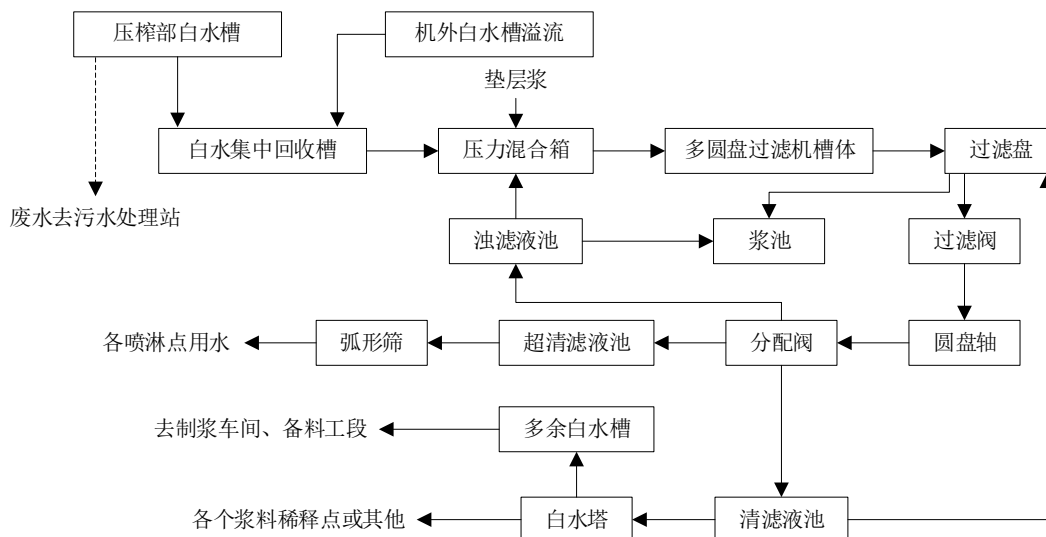 压榨部白水槽
机外白水槽溢流
垫层浆
白水集中回收槽
压力混合箱
多圆盘过滤机槽体
过滤盘
废水去污水处理站
浊滤液池
浆池
过滤阀
各喷淋点用水
弧形筛
超清滤液池
分配阀
圆盘轴
去制浆车间、备料工段
多余白水槽
各个浆料稀释点或其他
白水塔
清滤液池